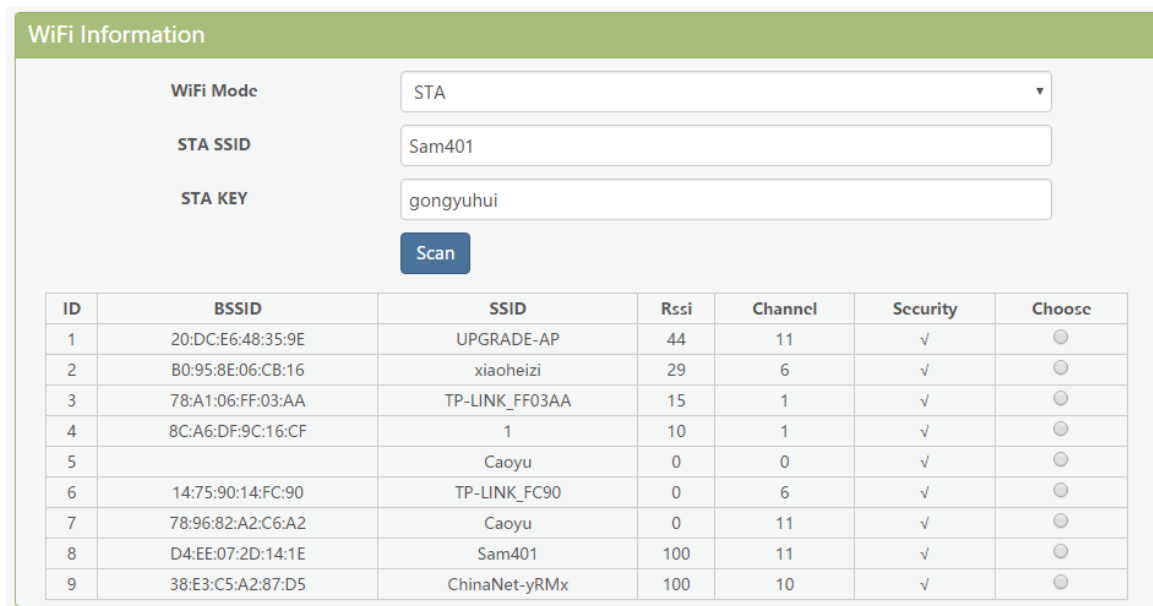 WiFi Information
WiFi Mode STA
STA SSID Sam401
STA KEY gongyuhui
Scan
ID BSSID SSID Rssi Channel Security Choose
1 20:DC:E6:48:35:9E UPGRADE-AP 44 11 √
2 B0:95:8E:06:CB:16 xiaoheizi 29 6 √
3 78:A1:06:FF:03:AA TP-LINK_FF03AA 15 1 √
4 8C:A6:DF:9C:16:CF 1 10 1 √
5 Caoyu 0 0 √
6 14:75:90:14:FC:90 TP-LINK_FC90 0 6 √
7 78:96:82:A2:C6:A2 Caoyu 0 11 √
8 D4:EE:07:2D:14:1E Sam401 100 11 √
9 38:E3:C5:A2:87:D5 ChinaNet-yRMx 100 10 √